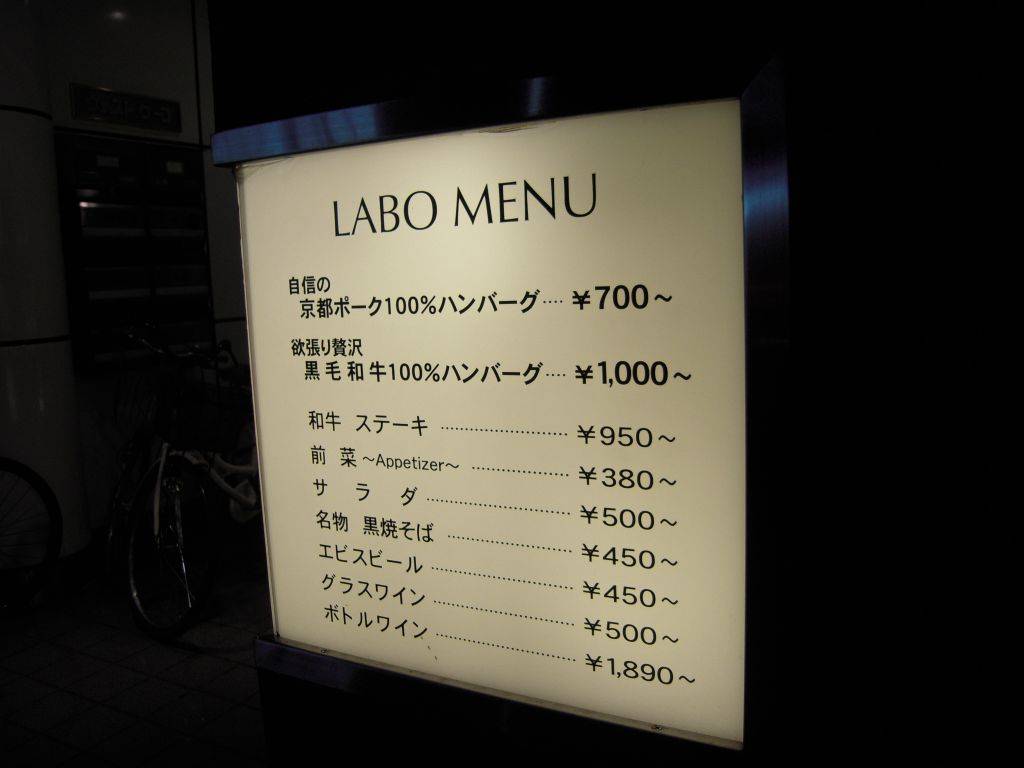 LABO MENU
自信の
京都ポーク100%ハンバーグ‥‥ ¥700～
欲張り贅沢
黒毛和牛100%ハンバーグ‥‥ ¥1,000～
和牛 ステーキ ‥‥‥‥‥‥ ¥950～
前 菜 ～Appetizer～ ‥‥‥‥‥‥ ¥380～
サ ラ ダ ‥‥‥‥‥‥ ¥500～
名物 黒焼そば ‥‥‥‥‥‥ ¥450～
エビスビール ‥‥‥‥‥‥ ¥450～
グラスワイン ‥‥‥‥‥‥ ¥500～
ボトルワイン ‥‥‥‥‥‥ ¥1,890～